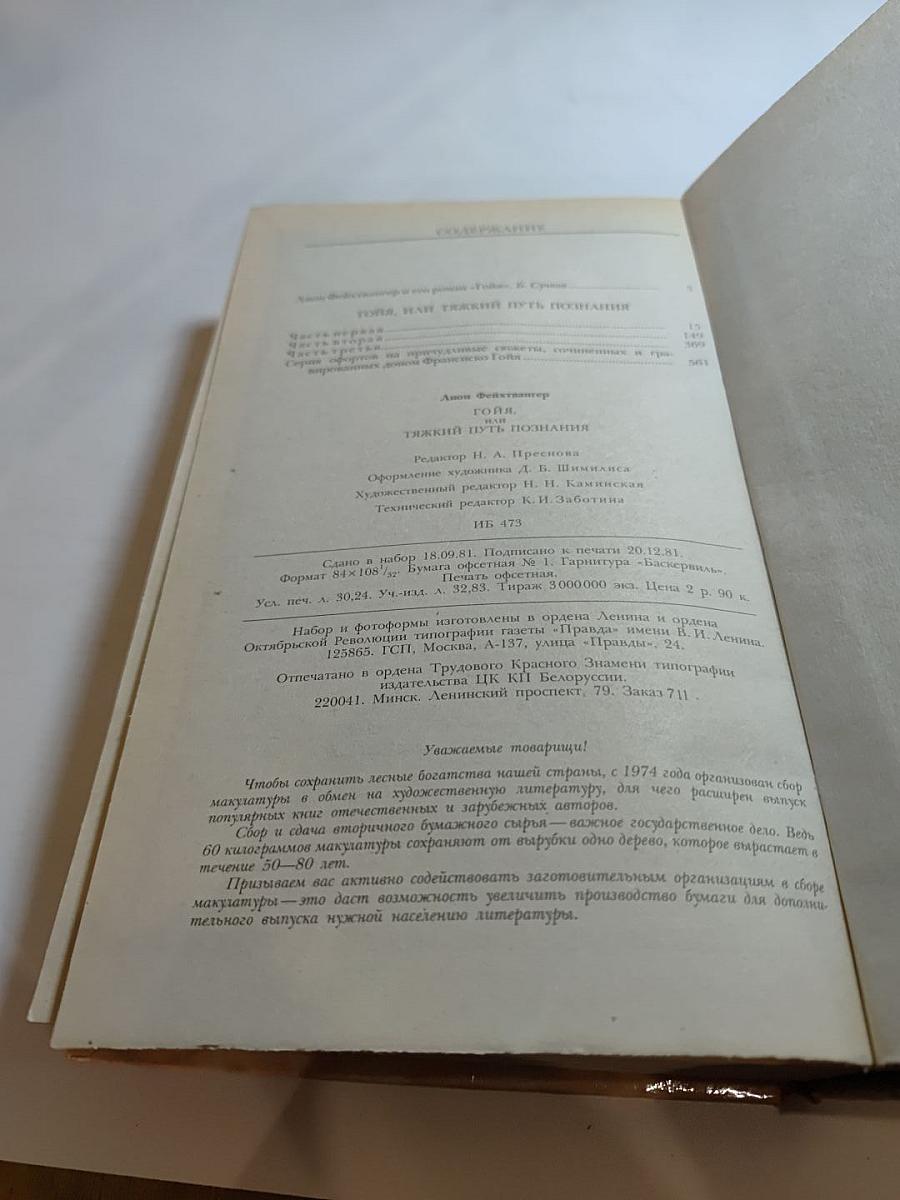 СОДЕРЖАНИЕ
Лион Фейхтвангер и его роман «Гойя». Б. Сучков 5
ГОЙЯ, ИЛИ ТЯЖКИЙ ПУТЬ ПОЗНАНИЯ
Часть первая 15
Часть вторая 149
Часть третья 369
Серия офортов на причудливые сюжеты, сочиненных и гра-
вированных доном Франсиско Гойя 561
Лион Фейхтвангер
ГОЙЯ,
или
ТЯЖКИЙ ПУТЬ ПОЗНАНИЯ
Редактор Н. А. Преснова
Оформление художника Д. Б. Шимилиса
Художественный редактор Н. Н. Каминская
Технический редактор К. И. Заботина
ИБ 473
Сдано в набор 18.09.81. Подписано к печати 20.12.81.
Формат 84×108 1/32. Бумага офсетная № 1. Гарнитура «Баскервиль».
Печать офсетная.
Усл. печ. л. 30,24. Уч.-изд. л. 32,83. Тираж 3 000 000 экз. Цена 2 р. 90 к.
Набор и фотоформы изготовлены в ордена Ленина и ордена
Октябрьской Революции типографии газеты «Правда» имени В. И. Ленина.
125865. ГСП, Москва, А-137, улица «Правды», 24.
Отпечатано в ордена Трудового Красного Знамени типографии
издательства ЦК КП Белоруссии.
220041. Минск. Ленинский проспект, 79. Заказ 711.
Уважаемые товарищи!
Чтобы сохранить лесные богатства нашей страны, с 1974 года организован сбор
макулатуры в обмен на художественную литературу, для чего расширен выпуск
популярных книг отечественных и зарубежных авторов.
Сбор и сдача вторичного бумажного сырья — важное государственное дело. Ведь
60 килограммов макулатуры сохраняют от вырубки одно дерево, которое вырастает в
течение 50—80 лет.
Призываем вас активно содействовать заготовительным организациям в сборе
макулатуры — это даст возможность увеличить производство бумаги для дополни-
тельного выпуска нужной населению литературы.